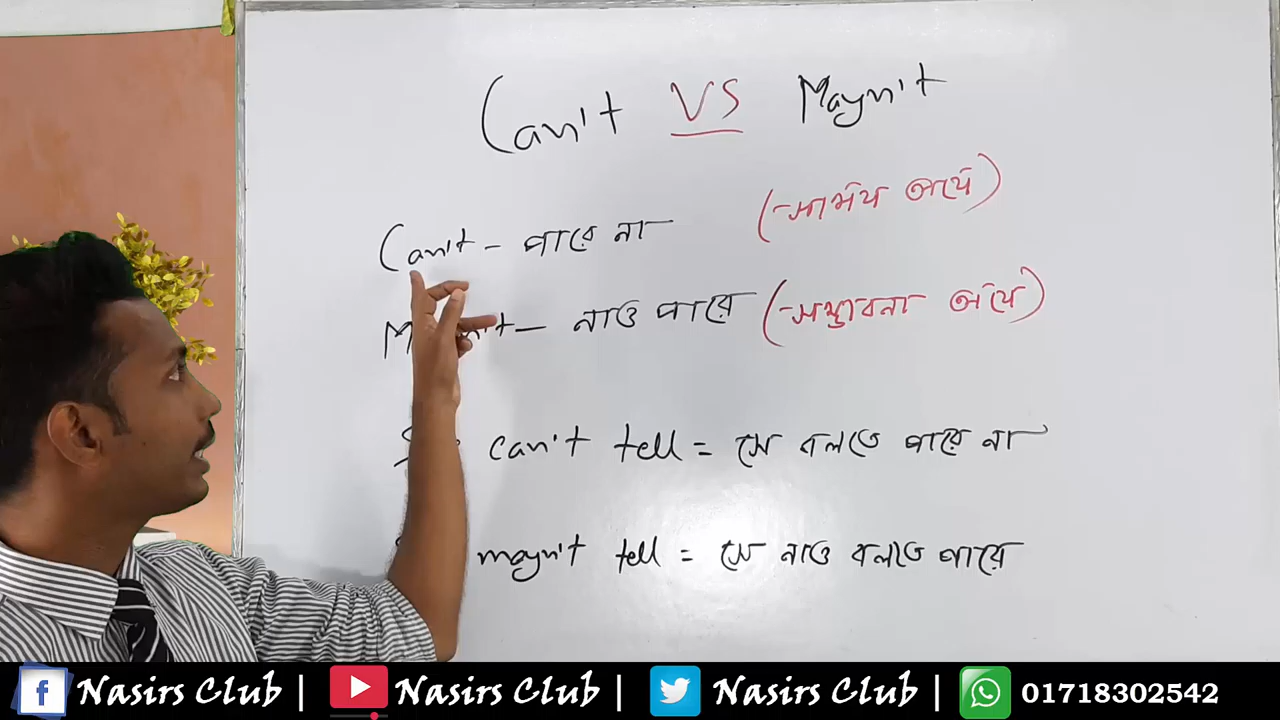 Can't VS Mayn't
Can't - পারে না (-সামর্থ অর্থে)
n't - নাও পারে (-সম্ভাবনা অর্থে)
can't tell = সে বলতে পারে না
mayn't tell = সে নাও বলতে পারে
Nasirs Club | Nasirs Club | Nasirs Club | 01718302542